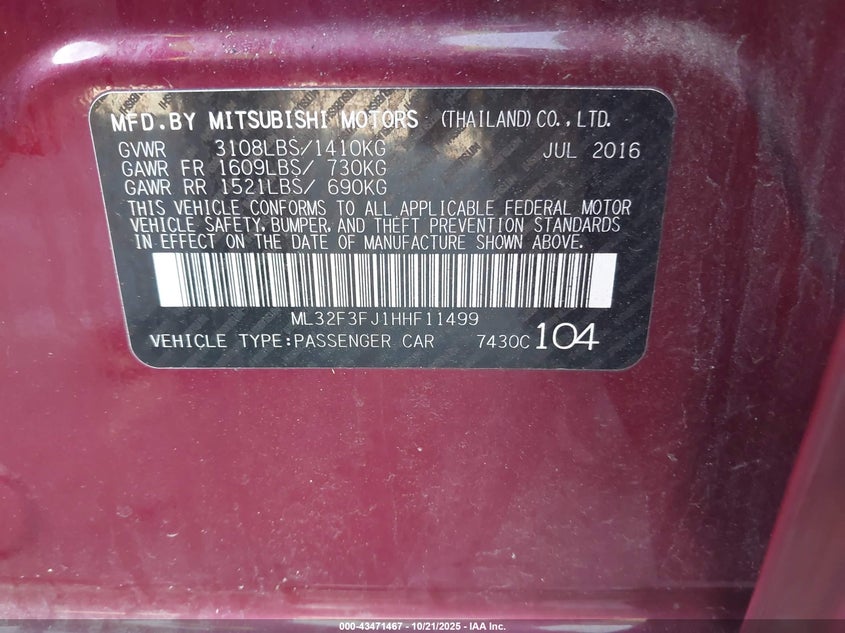 MFD.BY MITSUBISHI MOTORS (THAILAND)CO.,LTD.
GVWR 3108LBS/1410KG JUL 2016
GAWR FR 1609LBS/ 730KG
GAWR RR 1521LBS/ 690KG
THIS VEHICLE CONFORMS TO ALL APPLICABLE FEDERAL MOTOR
VEHICLE SAFETY, BUMPER, AND THEFT PREVENTION STANDARDS
IN EFFECT ON THE DATE OF MANUFACTURE SHOWN ABOVE.
ML32F3FJ1HHF11499
VEHICLE TYPE:PASSENGER CAR 7430C 104
000-43471467 - 10/21/2025 - IAA Inc.